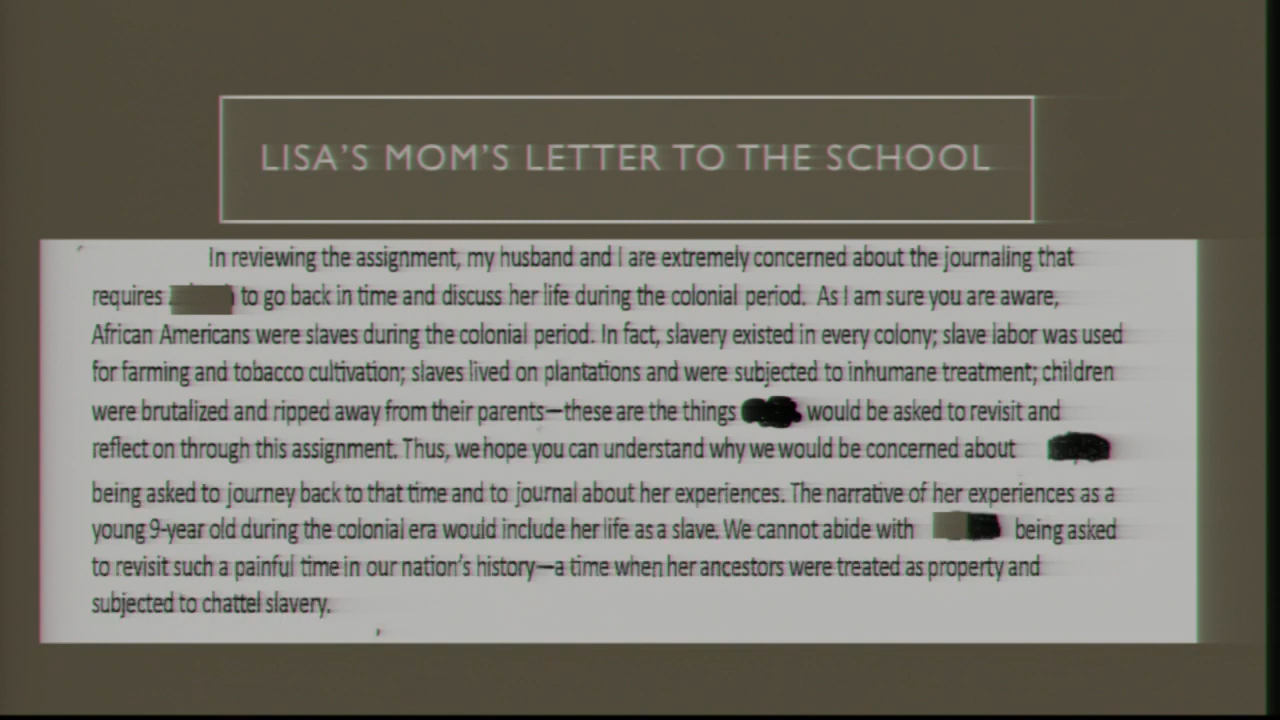 LISA'S MOM'S LETTER TO THE SCHOOL
In reviewing the assignment, my husband and I are extremely concerned about the journaling that
requires to go back in time and discuss her life during the colonial period. As I am sure you are aware,
African Americans were slaves during the colonial period. In fact, slavery existed in every colony; slave labor was used
for farming and tobacco cultivation; slaves lived on plantations and were subjected to inhumane treatment; children
were brutalized and ripped away from their parents—these are the things would be asked to revisit and
reflect on through this assignment. Thus, we hope you can understand why we would be concerned about
being asked to journey back to that time and to journal about her experiences. The narrative of her experiences as a
young 9-year old during the colonial era would include her life as a slave. We cannot abide with being asked
to revisit such a painful time in our nation's history—a time when her ancestors were treated as property and
subjected to chattel slavery.